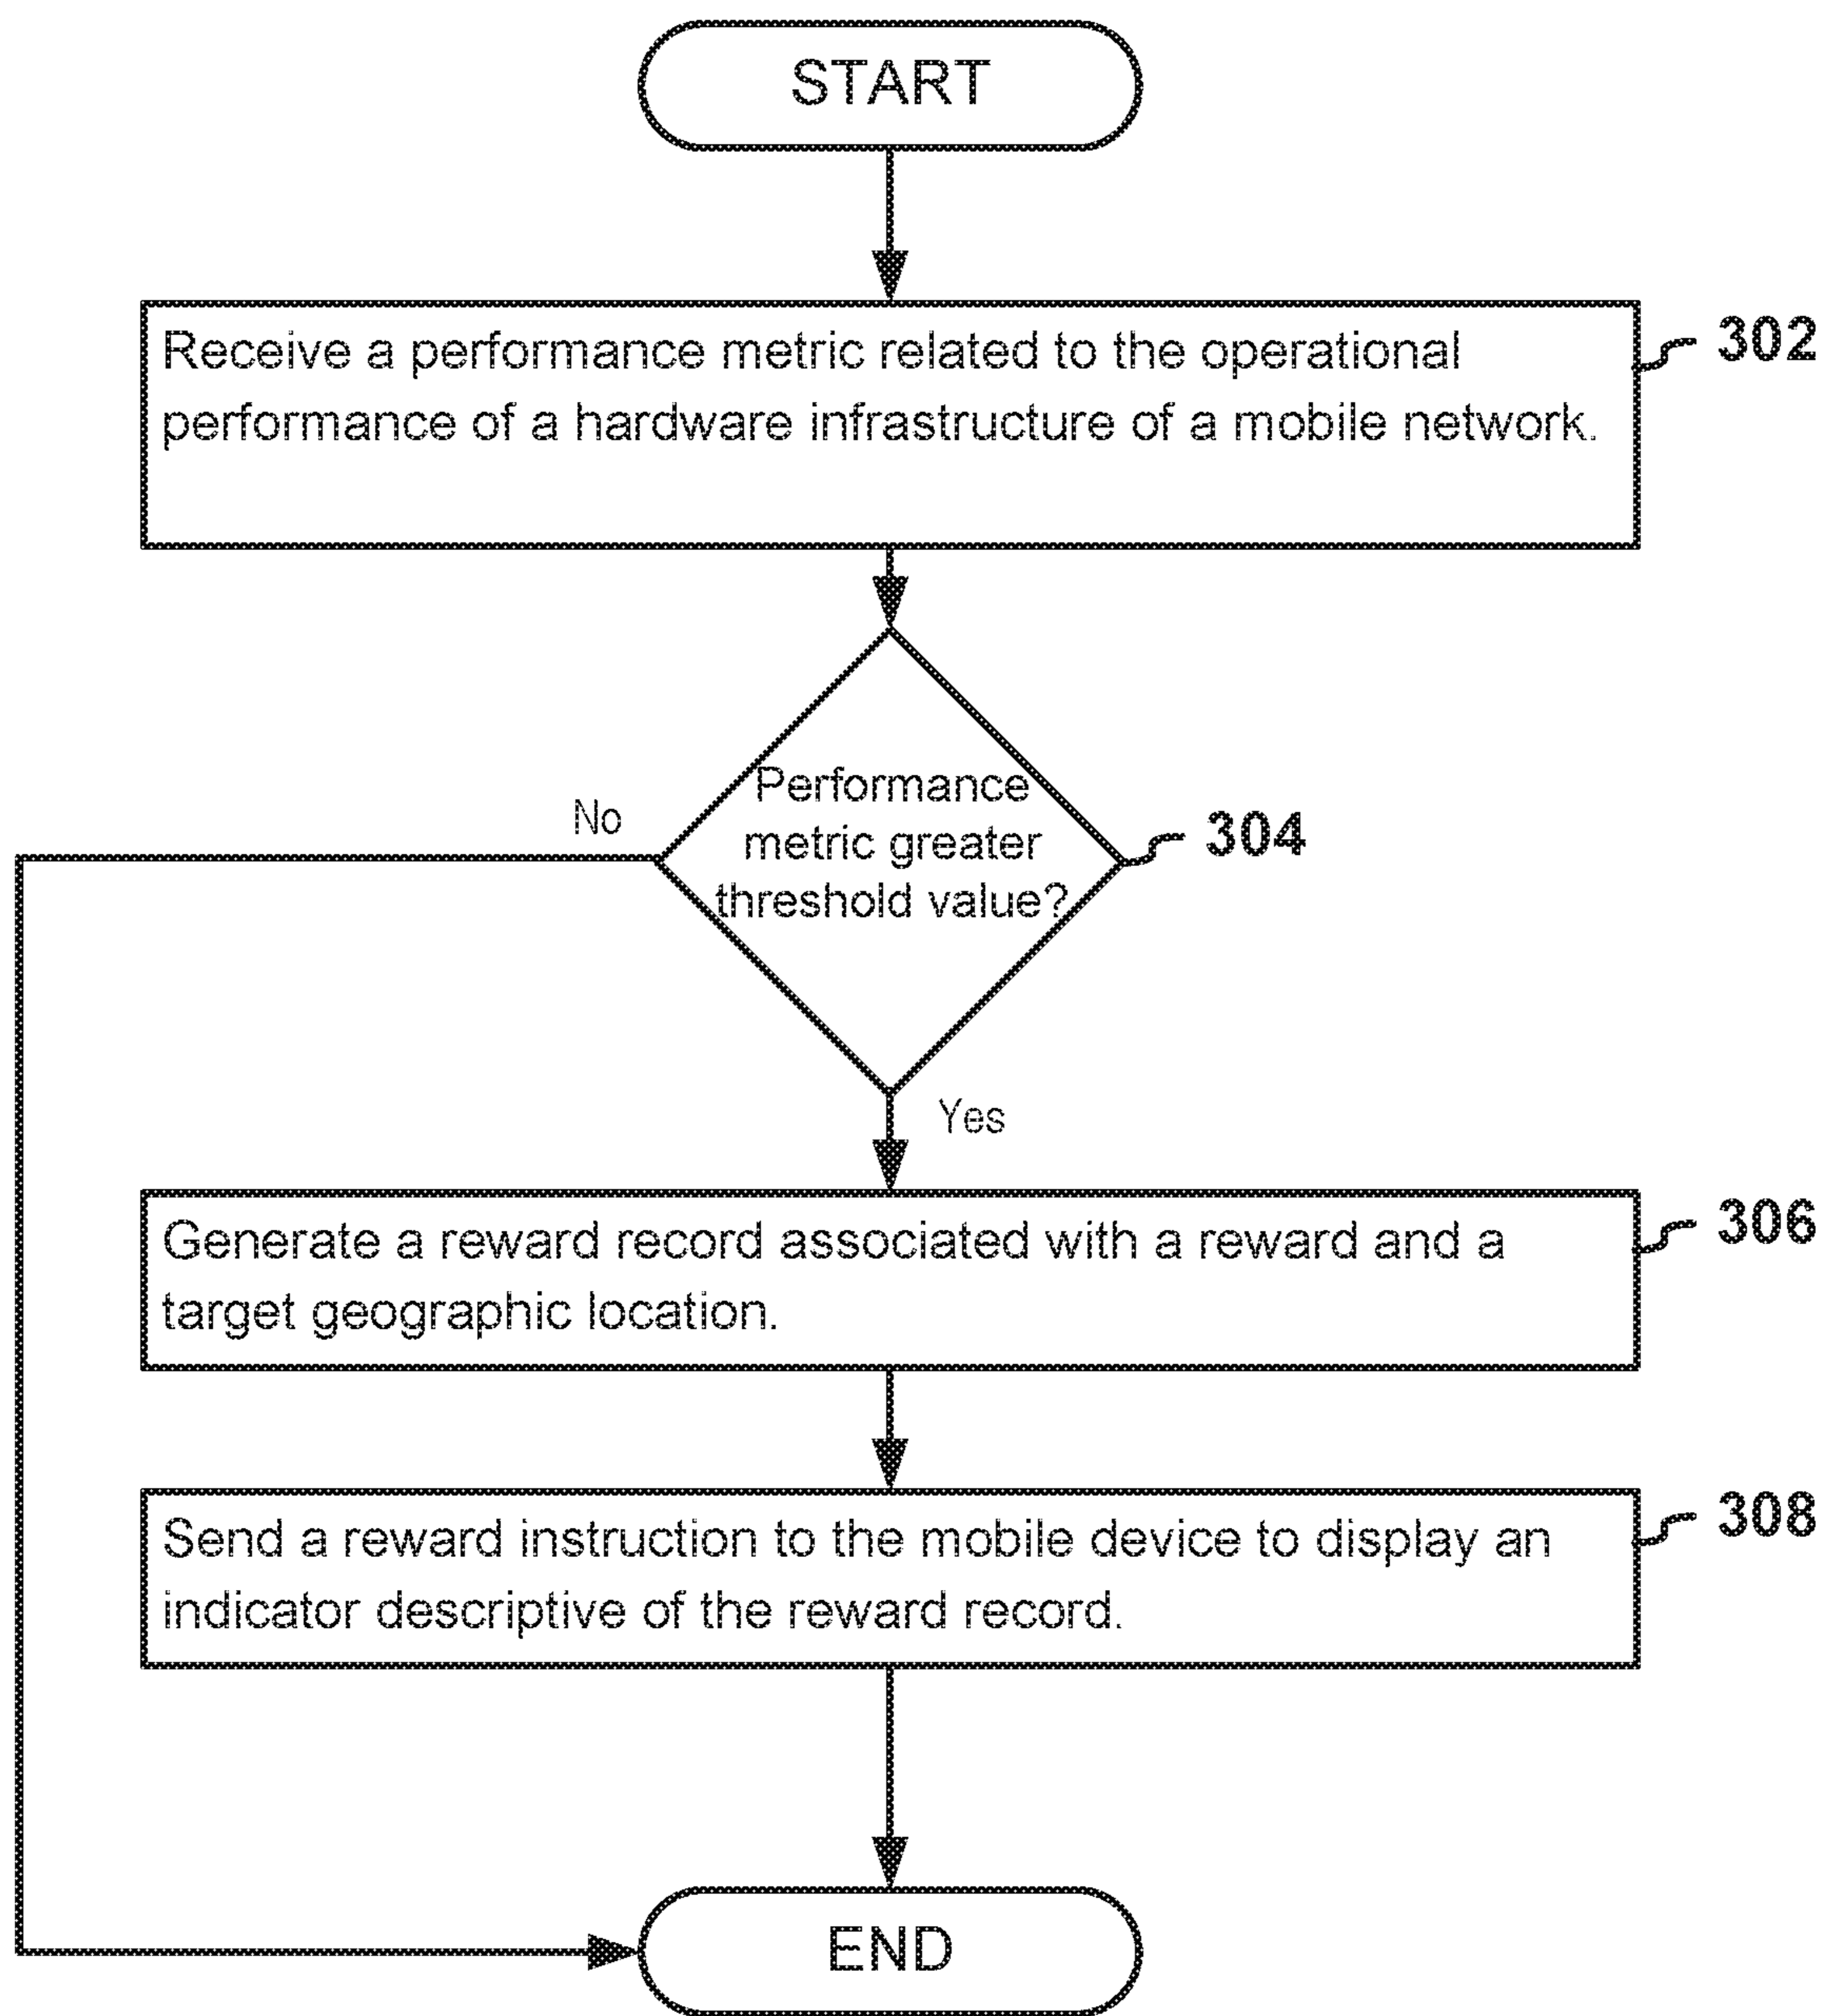 START
Receive a performance metric related to the operational
performance of a hardware infrastructure of a mobile network.
302
Performance
metric greater
threshold value?
No
304
Yes
Generate a reward record associated with a reward and a
target geographic location.
306
Send a reward instruction to the mobile device to display an
indicator descriptive of the reward record.
308
END